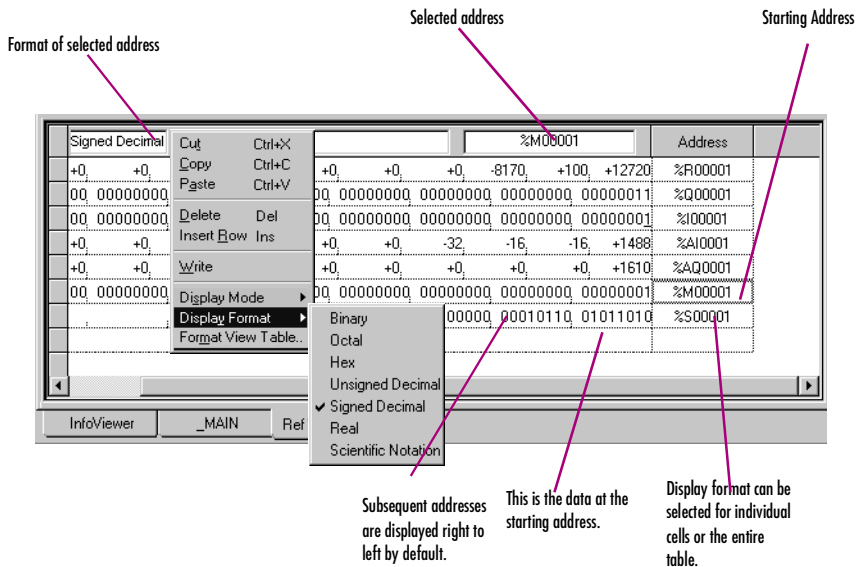 Selected address
Starting Address
Format of selected address
Signed Decimal
%M00001
Address
+0, +0, +0, +0, +0, -8170, +100, +12720 %R00001
00, 00000000, 00, 00000000, 00000000, 00000000, 00000011 %Q00001
00, 00000000, 00, 00000000, 00000000, 00000000, 00000001 %I00001
+0, +0, +0, +0, -32, -16, -16, +1488 %AI0001
+0, +0, +0, +0, +0, +0, +0, +1610 %AQ0001
00, 00000000, 00, 00000000, 00000000, 00000000, 00000001 %M00001
, 00000, 00010110, 01011010 %S00001
Cut Ctrl+X
Copy Ctrl+C
Paste Ctrl+V
Delete Del
Insert Row Ins
Write
Display Mode
Display Format
Format View Table..
Binary
Octal
Hex
Unsigned Decimal
Signed Decimal
Real
Scientific Notation
InfoViewer
_MAIN
Ref
Subsequent addresses
are displayed right to
left by default.
This is the data at the
starting address.
Display format can be
selected for individual
cells or the entire
table.